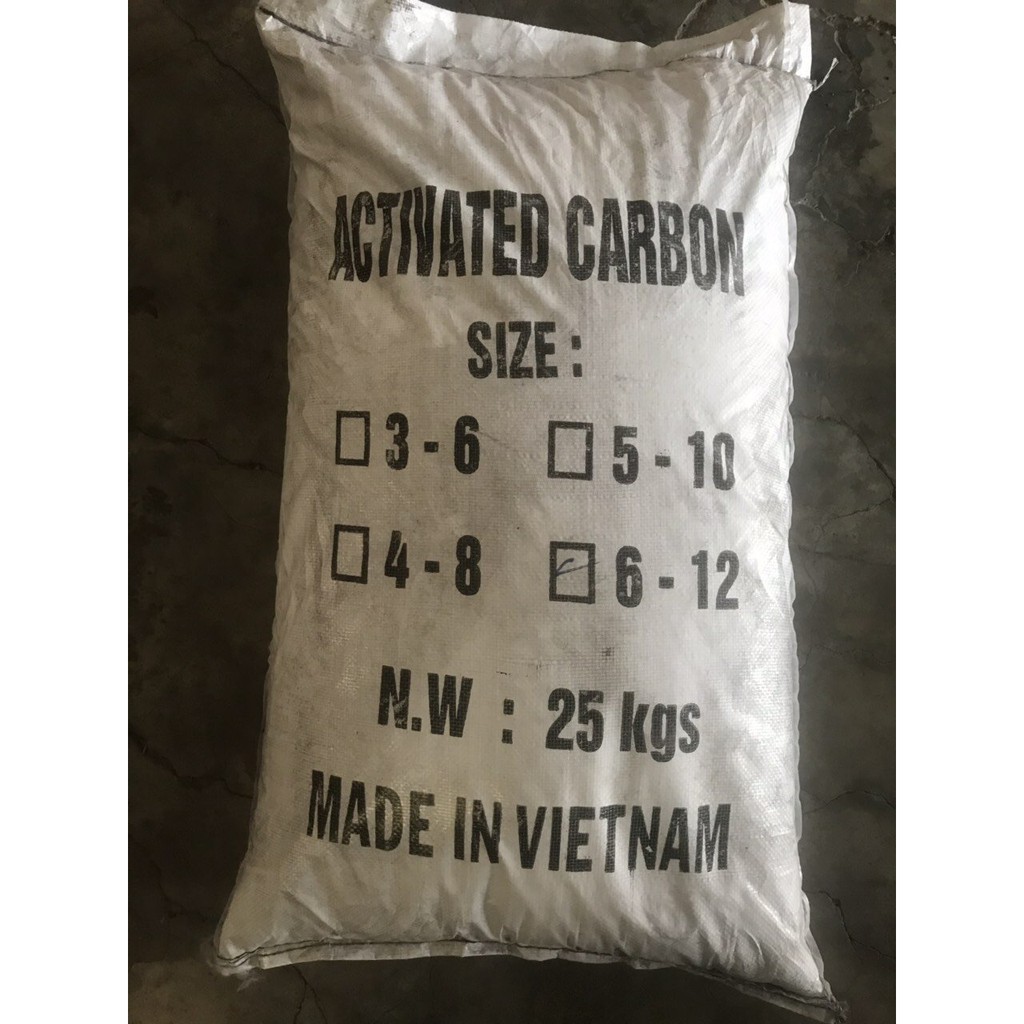 ACTIVATED CARBON
SIZE :
☐ 3 - 6 ☐ 5 - 10
☐ 4 - 8 ☑ 6 - 12
N.W : 25 kgs
MADE IN VIETNAM